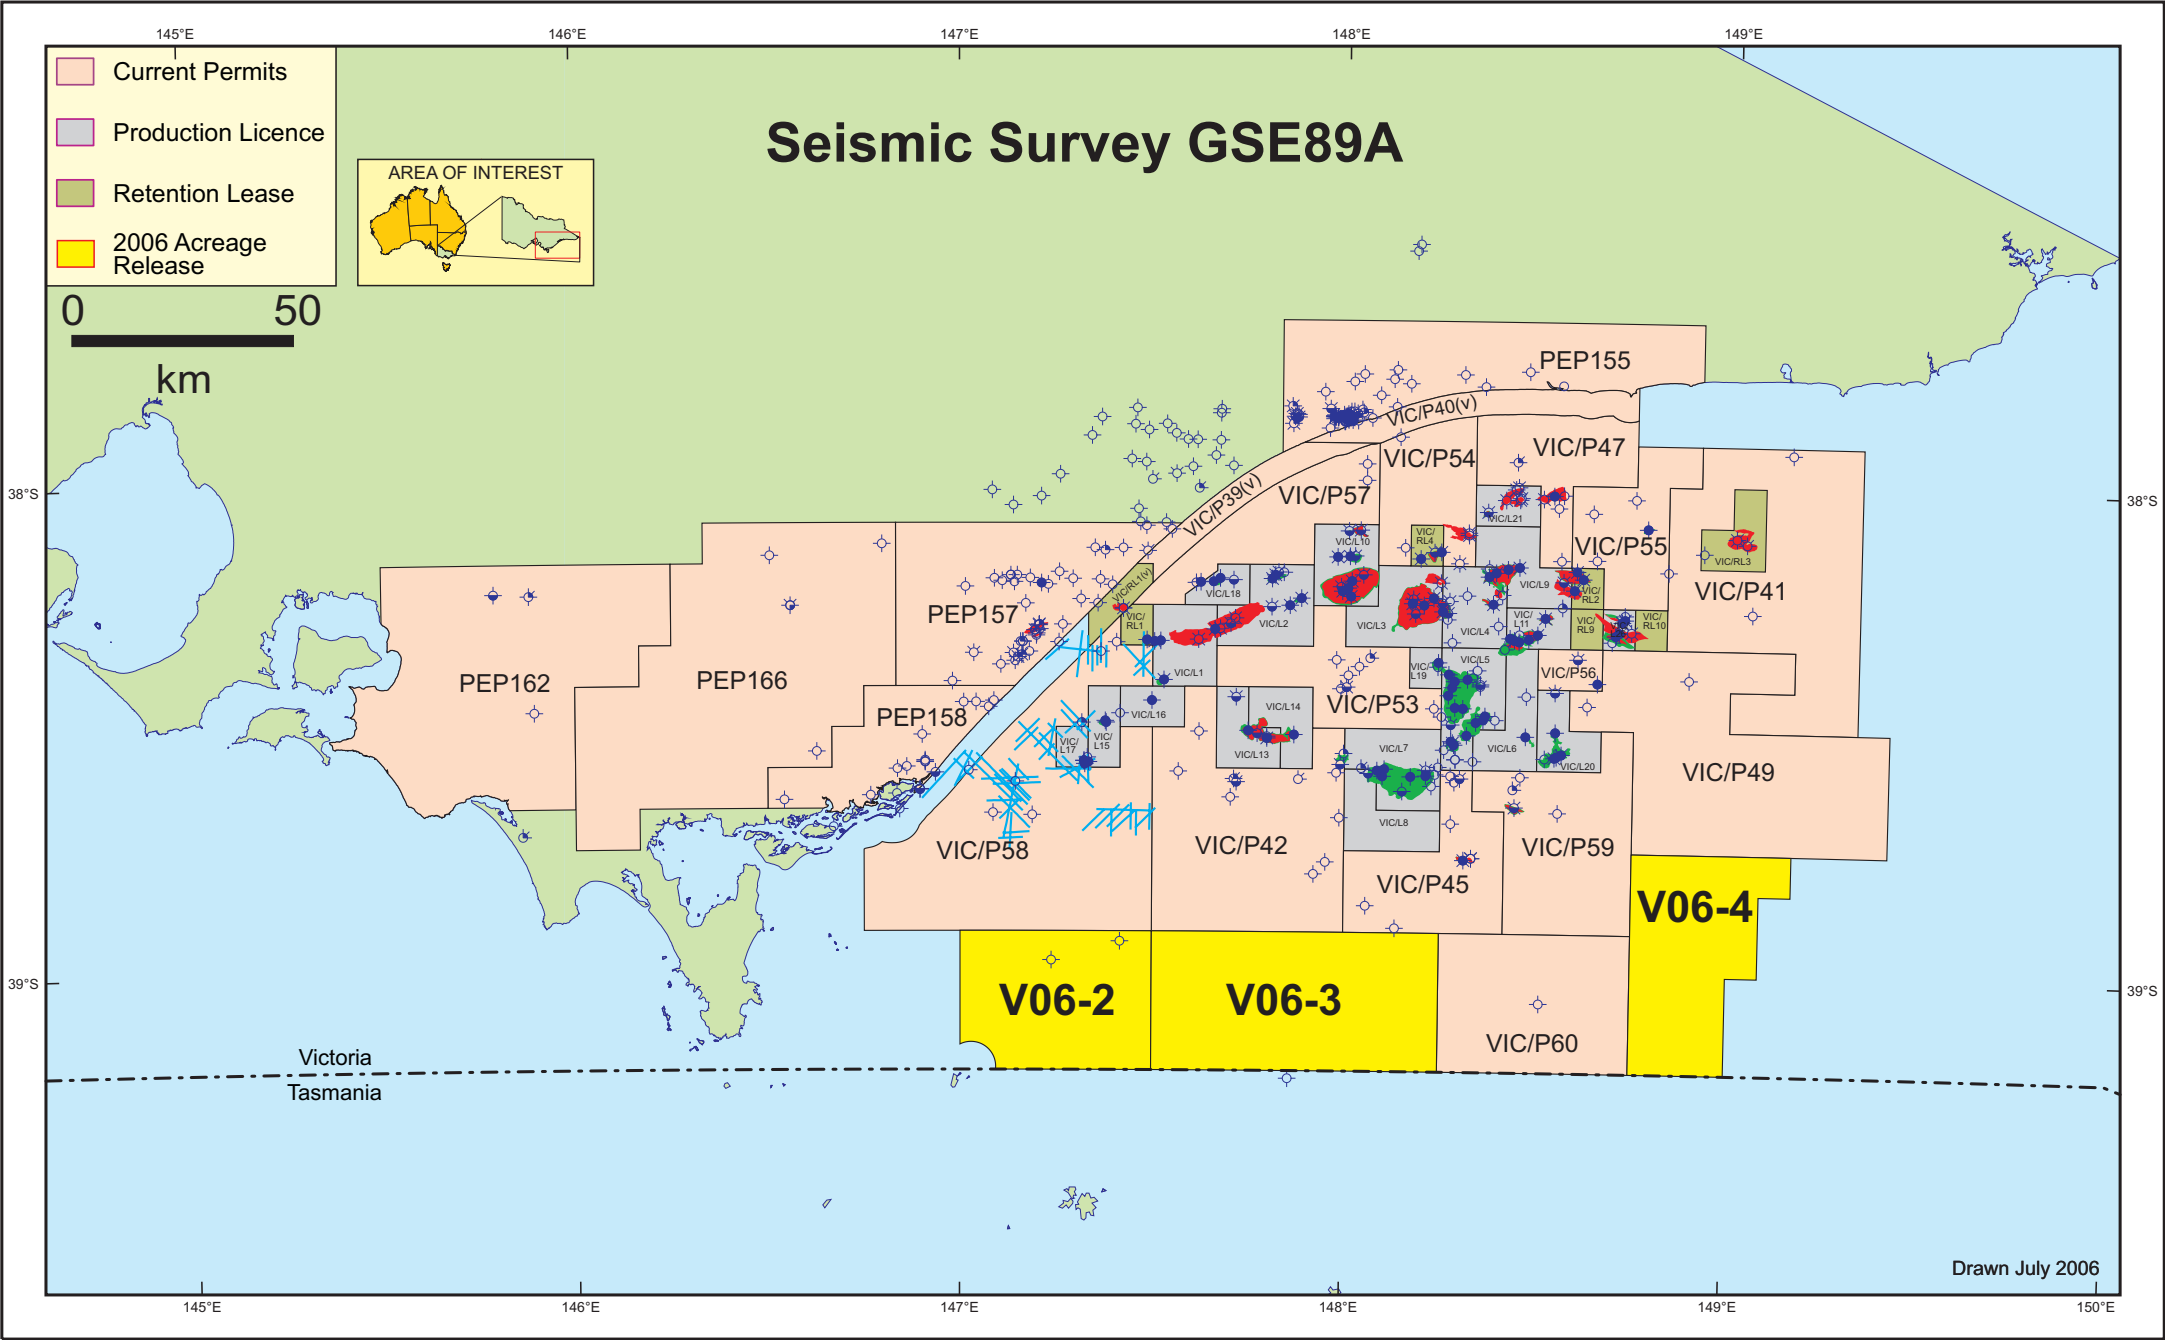 145°E
146°E
147°E
148°E
149°E
Current Permits
Production Licence
Retention Lease
2006 Acreage
Release
0 50
km
AREA OF INTEREST
Seismic Survey GSE89A
PEP155
VIC/P40(v)
VIC/P47
VIC/P54
VIC/P57
VIC/P39(v)
38°S
38°S
VIC/L21
VIC/L10
VIC/
RL4
VIC/P55
VIC/RL3
VIC/P41
VIC/RL1(v)
VIC/L18
VIC/L9
VIC/
RL2
PEP157
VIC/
RL1
VIC/L2
VIC/L3
VIC/L4
VIC/
L11
VIC/
RL9
VIC/
RL10
PEP162
PEP166
VIC/L1
VIC/
L19
VIC/L5
VIC/P56
PEP158
VIC/L16
VIC/L14
VIC/P53
VIC/
L17
VIC/
L15
VIC/L13
VIC/L7
VIC/L6
VIC/L20
VIC/P49
VIC/L8
VIC/P58
VIC/P42
VIC/P59
VIC/P45
V06-4
39°S
39°S
V06-2
V06-3
VIC/P60
Victoria
Tasmania
Drawn July 2006
145°E
146°E
147°E
148°E
149°E
150°E